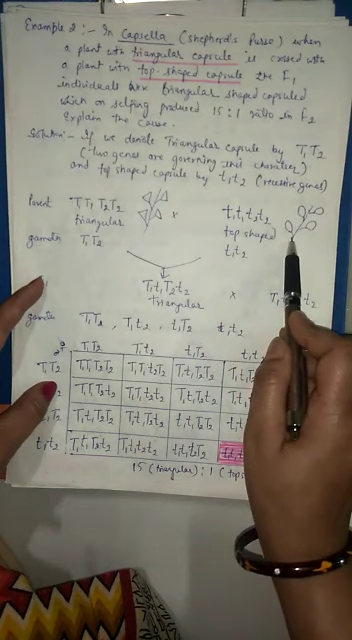 Example 2:- In Capsella (Shepherd's Purse) when
a plant with triangular capsule is crossed with
a plant with top-shaped capsule the F1
individuals were triangular shaped capsuled
which on selfing produced 15:1 ratio in F2
Explain the Cause.
Solution:- If we denote Triangular capsule by T1T2
(Two genes are governing this character)
and top shaped capsule by t1t2 (recessive genes)
Parent T1T1T2T2 x t1t1t2t2
triangular top shaped
gametes T1T2 t1t2
T1t1T2t2 x
triangular
gametes T1T2, T1t2, t1T2 t1t2
T1T2 T1t2 t1T2
T1T2 T1T1T2T2 T1T1T2t2 T1t1T2T2
T1T1T2t2 T1T1t2t2 T1t1T2t2
T1t1T2T2 T1t1T2t2 t1t1T2T2
t1t2 T1t1T2t2 T1t1t2t2 t1t1T2t2
15 (triangular) : 1